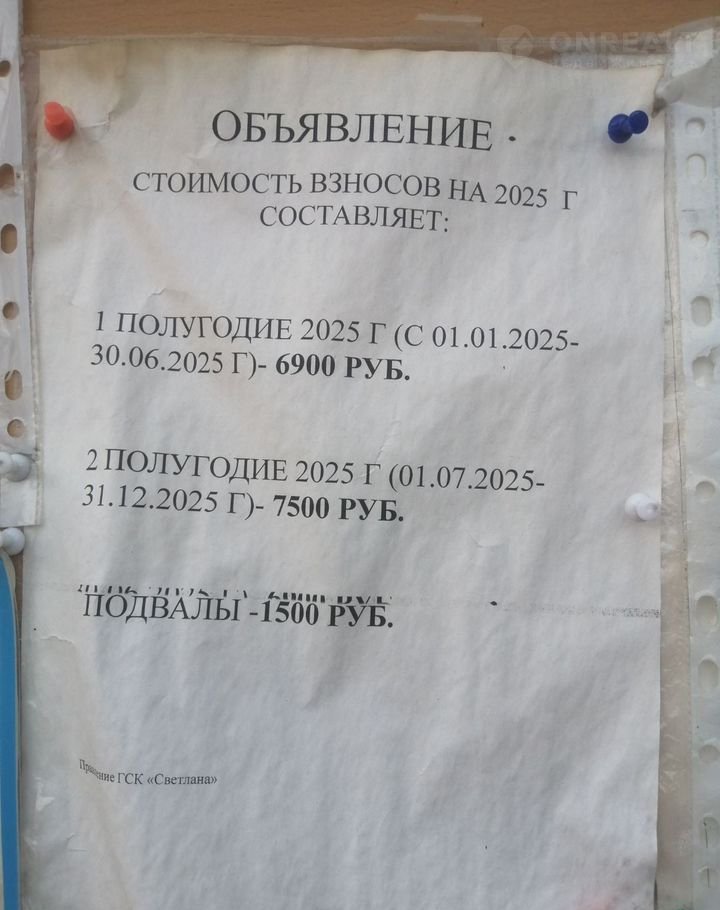 ONREALT
ОБЪЯВЛЕНИЕ .
СТОИМОСТЬ ВЗНОСОВ НА 2025 Г
СОСТАВЛЯЕТ:
1 ПОЛУГОДИЕ 2025 Г (С 01.01.2025-
30.06.2025 Г)- 6900 РУБ.
2 ПОЛУГОДИЕ 2025 Г (01.07.2025-
31.12.2025 Г)- 7500 РУБ.
ПОДВАЛЫ -1500 РУБ.
Правление ГСК «Светлана»